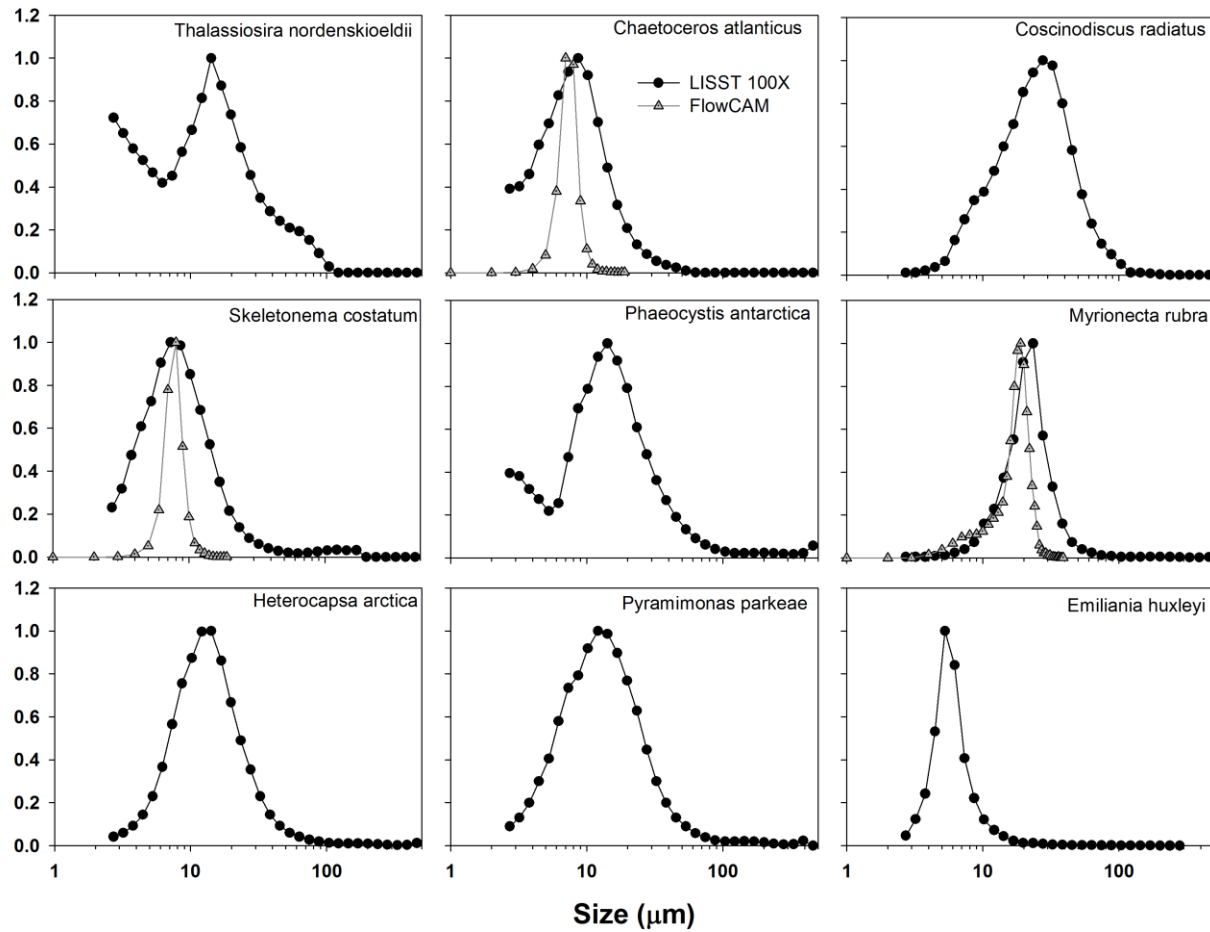 Thalassiosira nordenskioeldii
Chaetoceros atlanticus
Coscinodiscus radiatus
LISST 100X
FlowCAM
1.0
0.8
0.6
0.4
0.2
0.0
Skeletonema costatum
Phaeocystis antarctica
Myrionecta rubra
1.2
1.0
0.8
0.6
0.4
0.2
0.0
Heterocapsa arctica
Pyramimonas parkeae
Emiliania huxleyi
1.2
1.0
0.8
0.6
0.4
0.2
0.0
1 10 100 1 10 100 1 10 100
Size (μm)